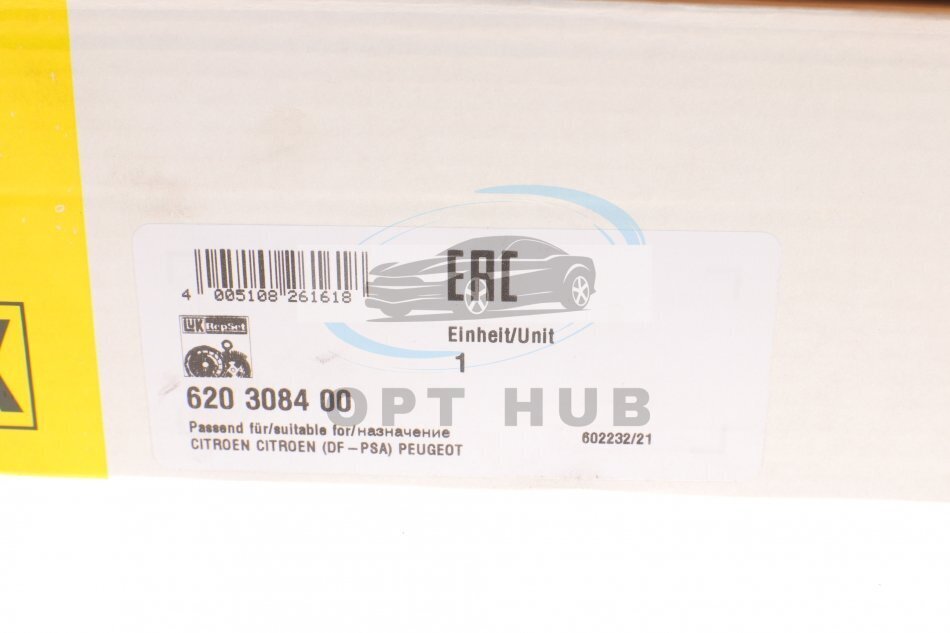 EAC
4 005108 261618
LUK RepSet
Einheit/Unit
1
620 3084 00
OPT HUB
Passend für/suitable for/назначение
602232/21
CITROEN CITROEN (DF-PSA) PEUGEOT